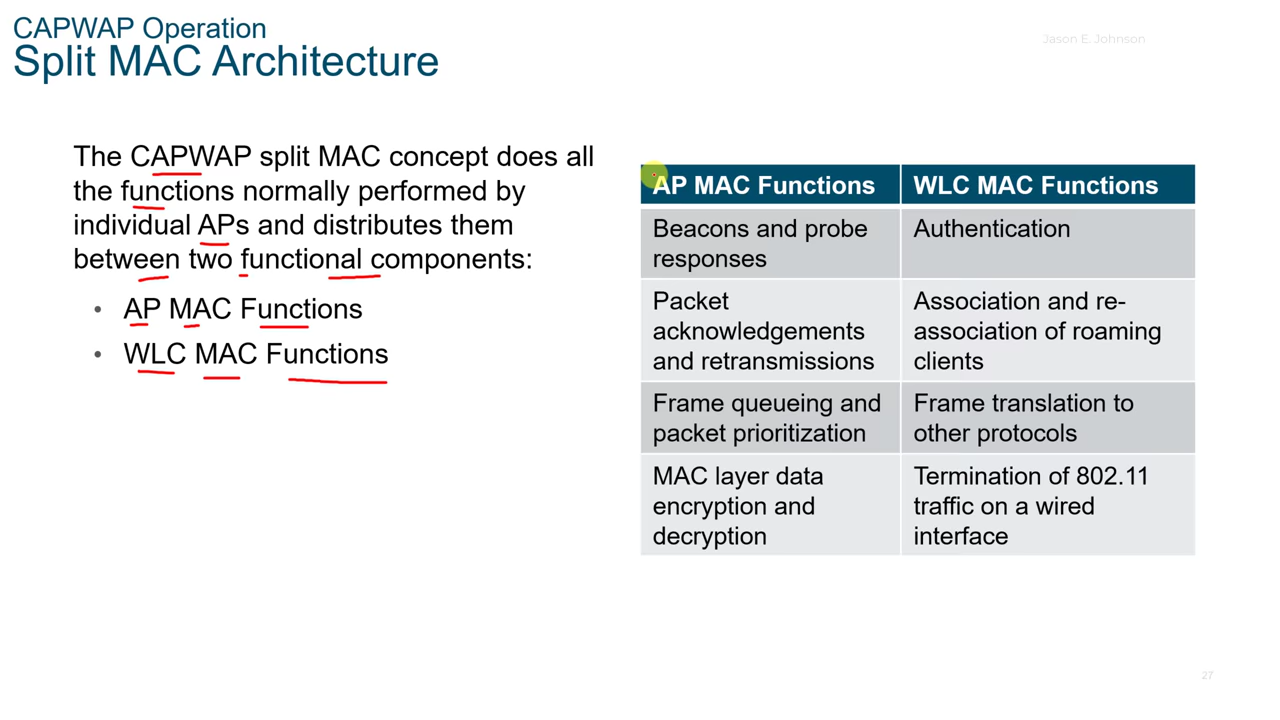 CAPWAP Operation
Split MAC Architecture
Jason E. Johnson
The CAPWAP split MAC concept does all
the functions normally performed by
individual APs and distributes them
between two functional components:
• AP MAC Functions
• WLC MAC Functions
AP MAC Functions WLC MAC Functions
Beacons and probe
responses
Authentication
Packet
acknowledgements
and retransmissions
Association and re-
association of roaming
clients
Frame queueing and
packet prioritization
Frame translation to
other protocols
MAC layer data
encryption and
decryption
Termination of 802.11
traffic on a wired
interface
27